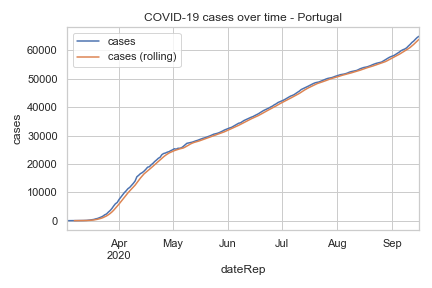 COVID-19 cases over time - Portugal
cases
cases (rolling)
60000
50000
40000
30000
20000
10000
0
cases
Apr May Jun Jul Aug Sep
2020
dateRep